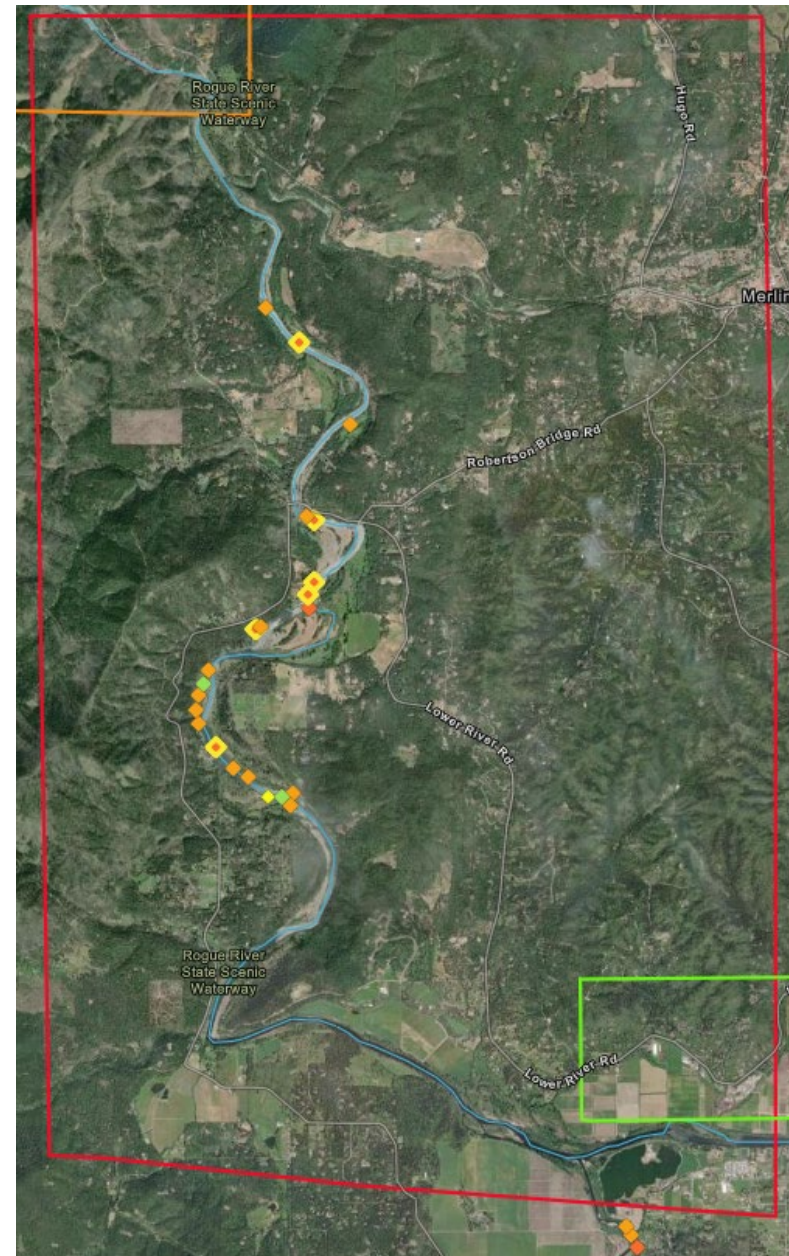 Rogue River
State Scenic
Waterway
Hugo Rd
Merlin
Robertson Bridge Rd
Lower River Rd
Rogue River
State Scenic
Waterway
Lower River Rd